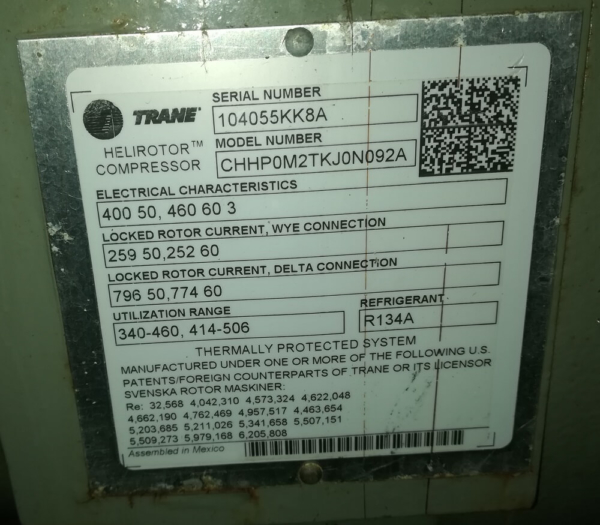 SERIAL NUMBER
TRANE
104055KK8A
HELIROTOR™
COMPRESSOR
MODEL NUMBER
CHHP0M2TKJ0N092A
ELECTRICAL CHARACTERISTICS
400 50, 460 60 3
LOCKED ROTOR CURRENT, WYE CONNECTION
259 50,252 60
LOCKED ROTOR CURRENT, DELTA CONNECTION
796 50,774 60
UTILIZATION RANGE
340-460, 414-506
REFRIGERANT
R134A
THERMALLY PROTECTED SYSTEM
MANUFACTURED UNDER ONE OR MORE OF THE FOLLOWING U.S.
PATENTS/FOREIGN COUNTERPARTS OF TRANE OR ITS LICENSOR
SVENSKA ROTOR MASKINER:
Re: 32,568 4,042,310 4,573,324 4,622,048
4,662,190 4,762,469 4,957,517 4,463,654
5,203,685 5,211,026 5,341,658 5,507,151
5,509,273 5,979,168 6,205,808
Assembled in Mexico